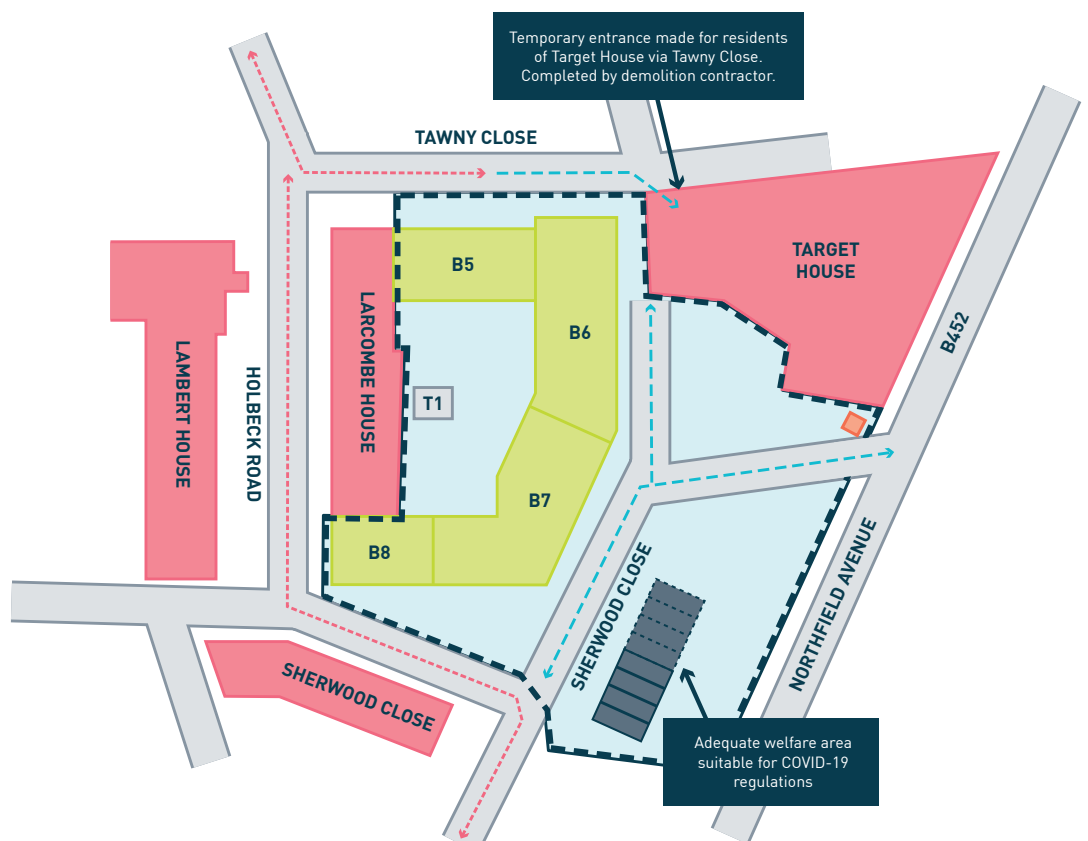 Temporary entrance made for residents
of Target House via Tawny Close.
Completed by demolition contractor.
TAWNY CLOSE
TARGET
HOUSE
B5
B6
B452
LARCOMBE HOUSE
LAMBERT HOUSE
HOLBECK ROAD
T1
B7
B8
SHERWOOD CLOSE
NORTHFIELD AVENUE
SHERWOOD CLOSE
Adequate welfare area
suitable for COVID-19
regulations